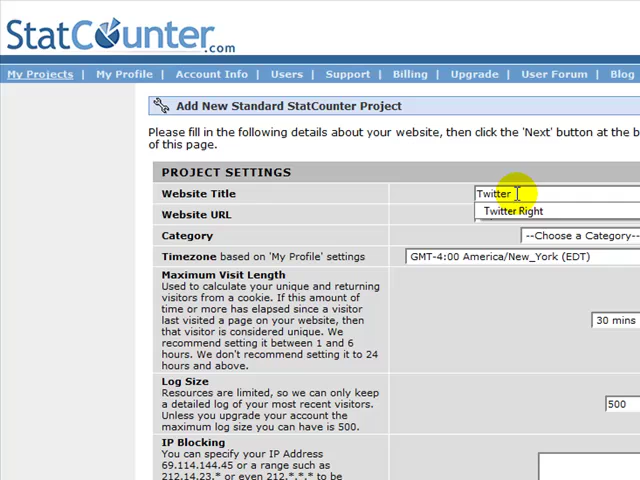 StatCounter.com
My Projects | My Profile | Account Info | Users | Support | Billing | Upgrade | User Forum | Blog
Add New Standard StatCounter Project
Please fill in the following details about your website, then click the 'Next' button at the b
of this page.
PROJECT SETTINGS
Website Title Twitter
Twitter Right
Website URL
Category --Choose a Category--
Timezone based on 'My Profile' settings GMT-4:00 America/New_York (EDT)
Maximum Visit Length
Used to calculate your unique and returning
visitors from a cookie. If this amount of
time or more has elapsed since a visitor
last visited a page on your website, then
that visitor is considered unique. We
recommend setting it between 1 and 6
hours. We don't recommend setting it to 24
hours and above.
30 mins
Log Size
Resources are limited, so we can only keep
a detailed log of your most recent visitors.
Unless you upgrade your account the
maximum log size you can have is 500.
500
IP Blocking
You can specify your IP Address
69.114.144.45 or a range such as
212.14.23.* or even 212.*.*.* to be